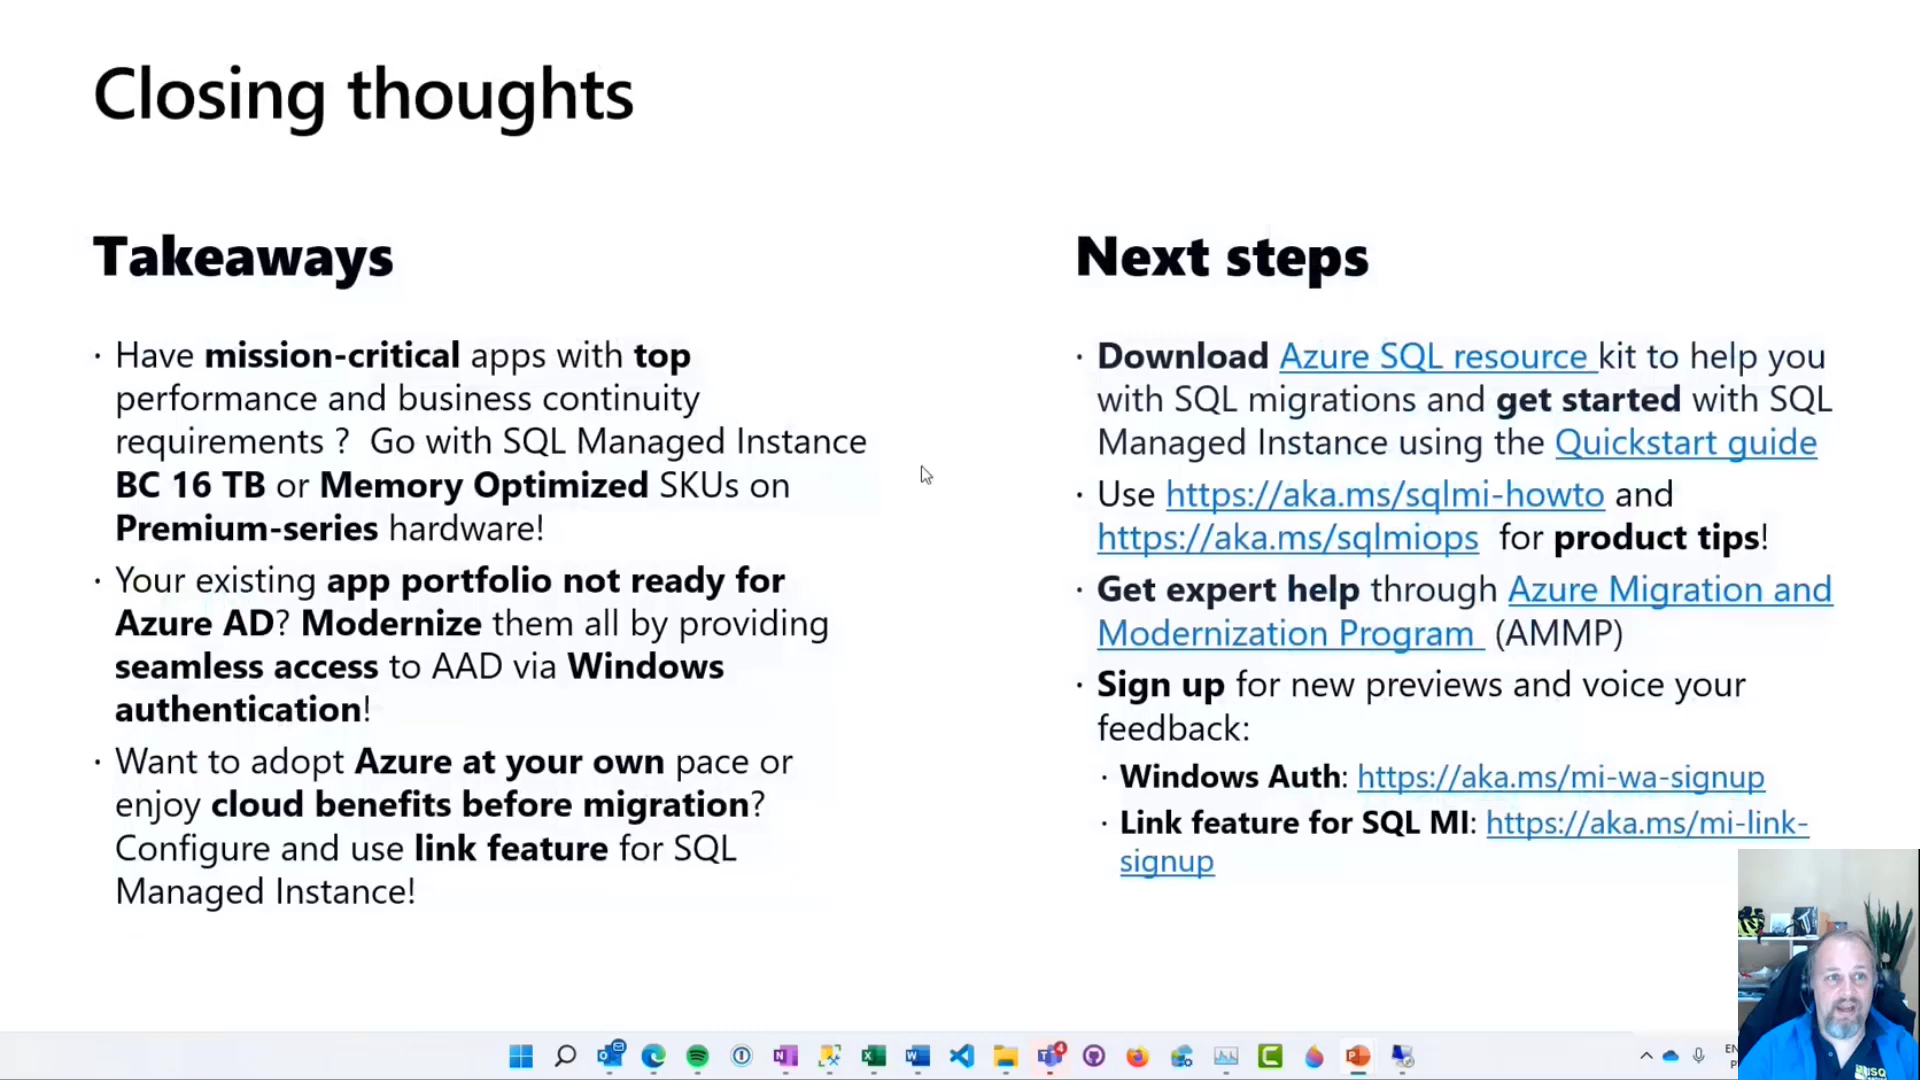 Closing thoughts
Takeaways
· Have mission-critical apps with top
performance and business continuity
requirements ? Go with SQL Managed Instance
BC 16 TB or Memory Optimized SKUs on
Premium-series hardware!
· Your existing app portfolio not ready for
Azure AD? Modernize them all by providing
seamless access to AAD via Windows
authentication!
· Want to adopt Azure at your own pace or
enjoy cloud benefits before migration?
Configure and use link feature for SQL
Managed Instance!
Next steps
· Download Azure SQL resource kit to help you
with SQL migrations and get started with SQL
Managed Instance using the Quickstart guide
· Use https://aka.ms/sqlmi-howto and
https://aka.ms/sqlmiops for product tips!
· Get expert help through Azure Migration and
Modernization Program (AMMP)
· Sign up for new previews and voice your
feedback:
· Windows Auth: https://aka.ms/mi-wa-signup
· Link feature for SQL MI: https://aka.ms/mi-link-
signup
4